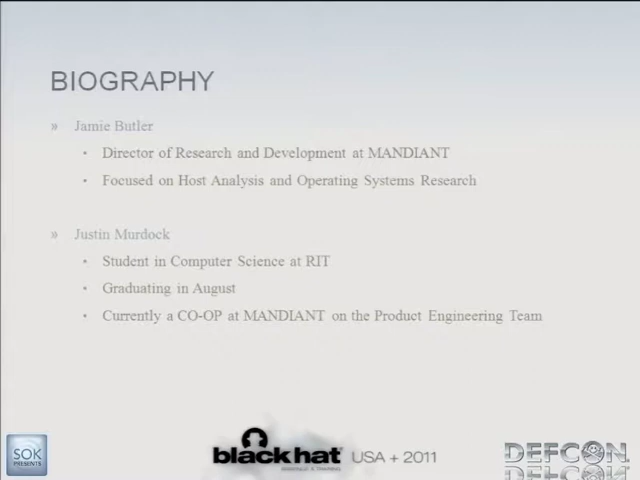 BIOGRAPHY
» Jamie Butler
• Director of Research and Development at MANDIANT
• Focused on Host Analysis and Operating Systems Research
» Justin Murdock
• Student in Computer Science at RIT
• Graduating in August
• Currently a CO-OP at MANDIANT on the Product Engineering Team
SOK
PRESENTS
black hat USA + 2011
DEFCON